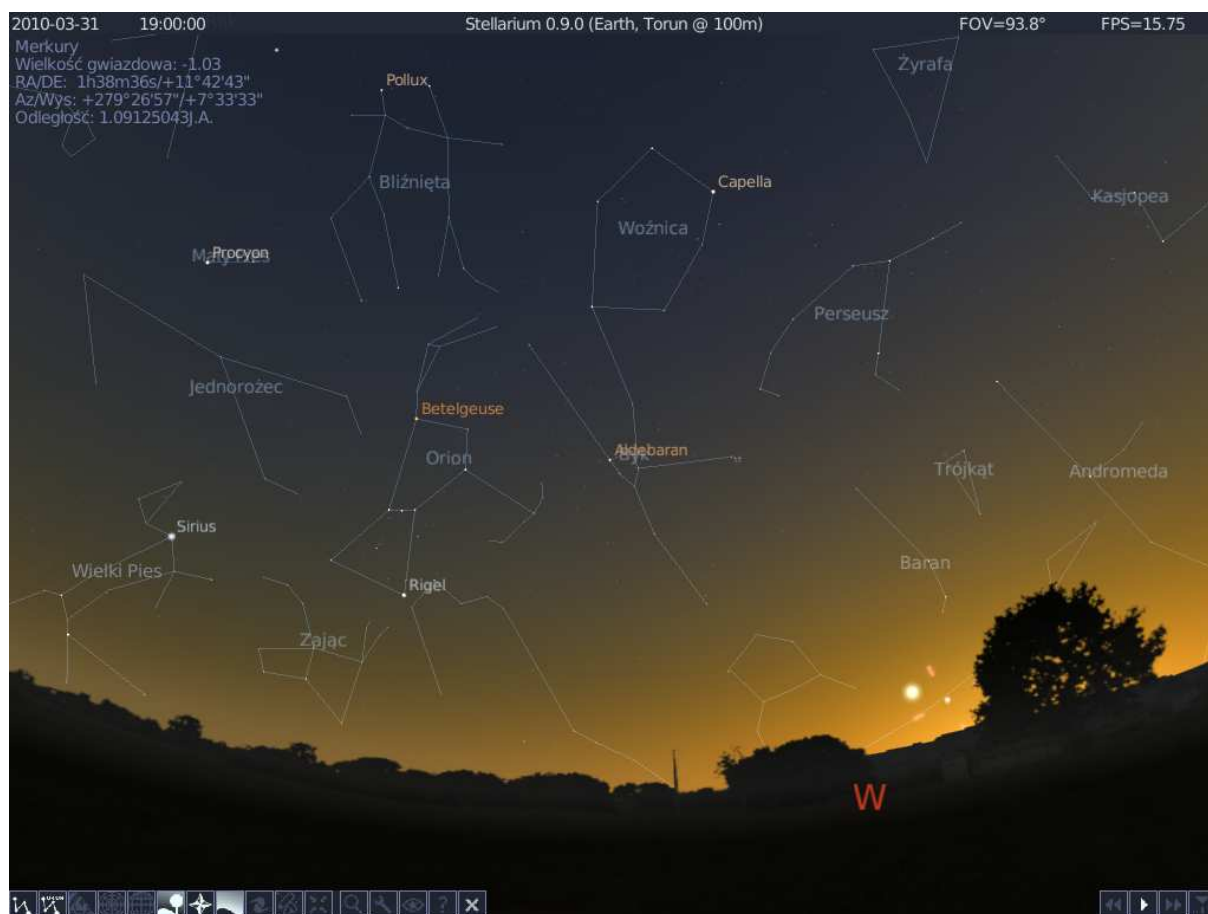 2010-03-31 19:00:00 Stellarium 0.9.0 (Earth, Torun @ 100m) FOV=93.8° FPS=15.75
Merkury
Wielkość gwiazdowa: -1.03
RA/DE: 1h38m36s/+11°42'43"
Az/Wys: +279°26'57"/+7°33'33"
Odległość: 1.09125043J.A.
Żyrafa
Pollux
Bliźnięta
Capella
Kasjopea
Woźnica
Procyon
Perseusz
Jednorożec
Betelgeuse
Orion
Aldebaran
Byk
Trójkąt
Andromeda
Sirius
Wielki Pies
Baran
Rigel
Zając
W